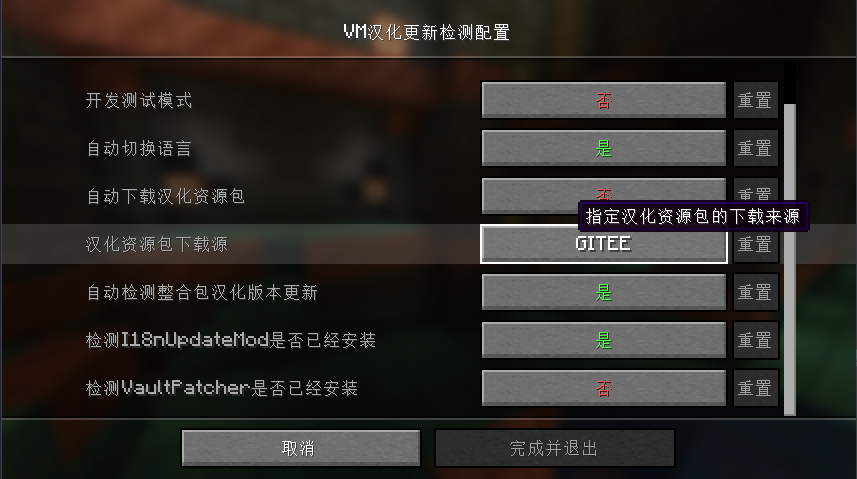 VM汉化更新检测配置
开发测试模式 否 重置
自动切换语言 是 重置
自动下载汉化资源包 否 重置
指定汉化资源包的下载来源
汉化资源包下载源 GITEE 重置
自动检测整合包汉化版本更新 是 重置
检测I18nUpdateMod是否已经安装 是 重置
检测VaultPatcher是否已经安装 否 重置
取消 完成并退出